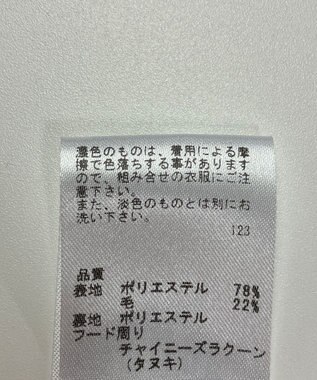 濃色のものは、着用による摩
擦で色落ちする事があります
ので、組み合せの衣服にご注
意下さい。
また、淡色のものとは別にお
洗い下さい。
123
品質
表地 ポリエステル 78%
毛 22%
裏地 ポリエステル
フード周り
チャイニーズラクーン
(タヌキ)